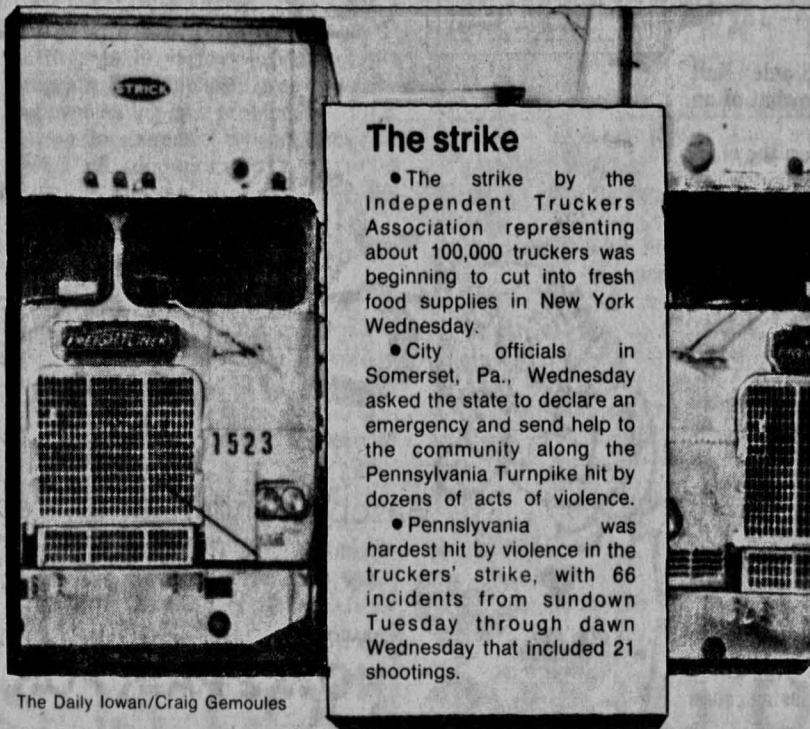 STRICK
FREIGHTLINER
1523
The strike
• The strike by the
Independent Truckers
Association representing
about 100,000 truckers was
beginning to cut into fresh
food supplies in New York
Wednesday.
• City officials in
Somerset, Pa., Wednesday
asked the state to declare an
emergency and send help to
the community along the
Pennsylvania Turnpike hit by
dozens of acts of violence.
• Pennslyvania was
hardest hit by violence in the
truckers' strike, with 66
incidents from sundown
Tuesday through dawn
Wednesday that included 21
shootings.
The Daily Iowan/Craig Gemoules